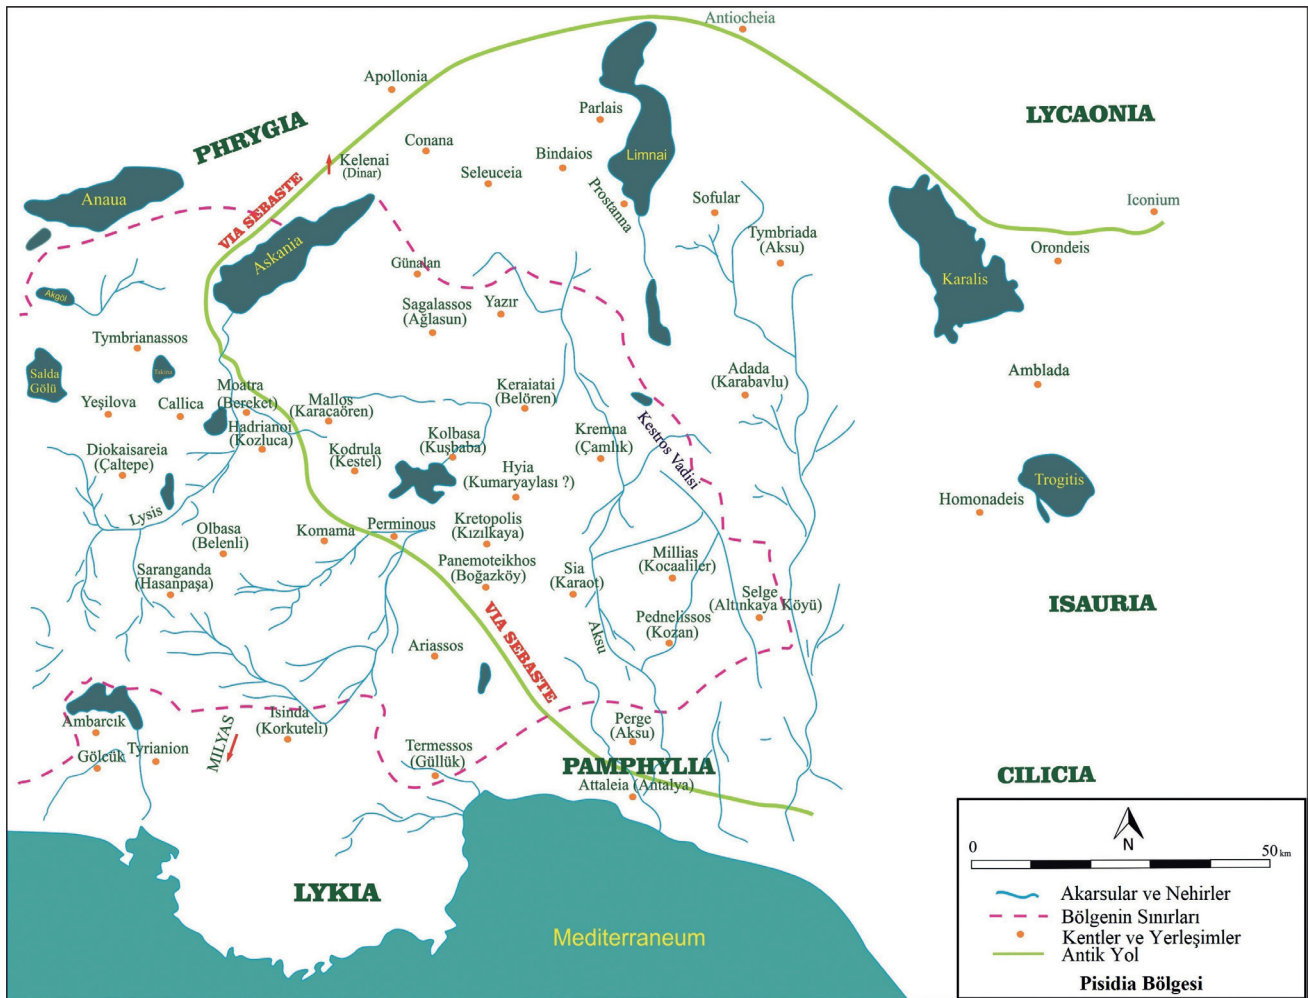 Antiocheia
Apollonia
PHRYGIA
Parlais
LYCAONIA
Conana
Kelenai
(Dinar)
Bindaios
Limnai
Seleuceia
Anaua
VIA SEBASTE
Prostanna
Sofular
Iconium
Tymbriada
(Aksu)
Orondeis
Askania
Günalan
Karalis
Akgöl
Sagalassos
(Ağlasun)
Yazır
Tymbrianassos
Salda
Gölü
Adada
(Karabavlu)
Amblada
Moatra
(Bereket)
Mallos
(Karacaören)
Keraiatai
(Belören)
Yeşilova
Callica
Hadrianoi
(Kozluca)
Kolbasa
(Kuşbaba)
Kremna
(Çamlık)
Kestros Vadisi
Diokaisareia
(Çaltepe)
Kodrula
(Kestel)
Hyia
(Kumaryaylası ?)
Trogitis
Homonadeis
Lysis
Olbasa
(Belenli)
Komama
Perminous
Kretopolis
(Kızılkaya)
Saranganda
(Hasanpaşa)
Panemoteikhos
(Boğazköy)
Sia
(Karaot)
Millias
(Kocaaliler)
Selge
(Altınkaya Köyü)
ISAURIA
VIA SEBASTE
Aksu
Pednelissos
(Kozan)
Ariassos
Ambarcık
MILYAS
Isinda
(Korkuteli)
Perge
(Aksu)
Gölcük
Tyrianion
Termessos
(Güllük)
PAMPHYLIA
Attaleia (Antalya)
CILICIA
LYKIA
Mediterraneum
N
0
50 km
Akarsular ve Nehirler
Bölgenin Sınırları
Kentler ve Yerleşimler
Antik Yol
Pisidia Bölgesi